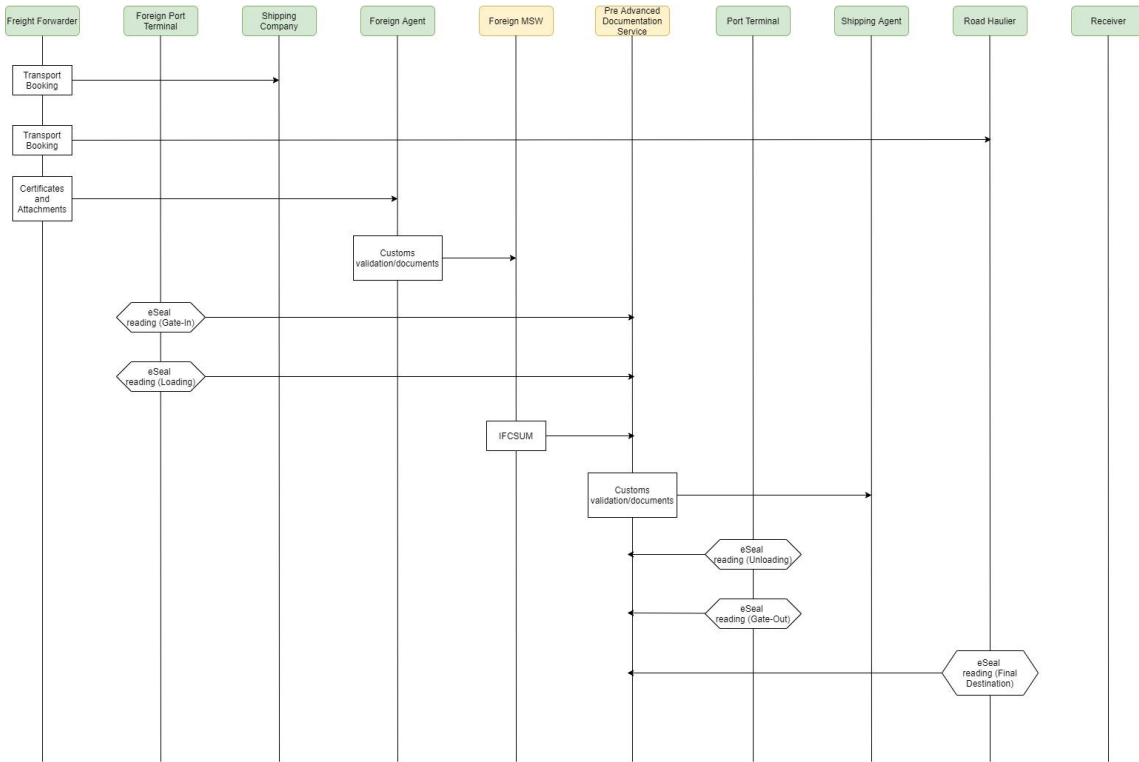 Freight Forwarder
Foreign Port
Terminal
Shipping
Company
Foreign Agent
Foreign MSW
Pre Advanced
Documentation
Service
Port Terminal
Shipping Agent
Road Haulier
Receiver
Transport
Booking
Transport
Booking
Certificates
and
Attachments
Customs
validation/documents
eSeal
reading (Gate-In)
eSeal
reading (Loading)
IFCSUM
Customs
validation/documents
eSeal
reading (Unloading)
eSeal
reading (Gate-Out)
eSeal
reading (Final
Destination)